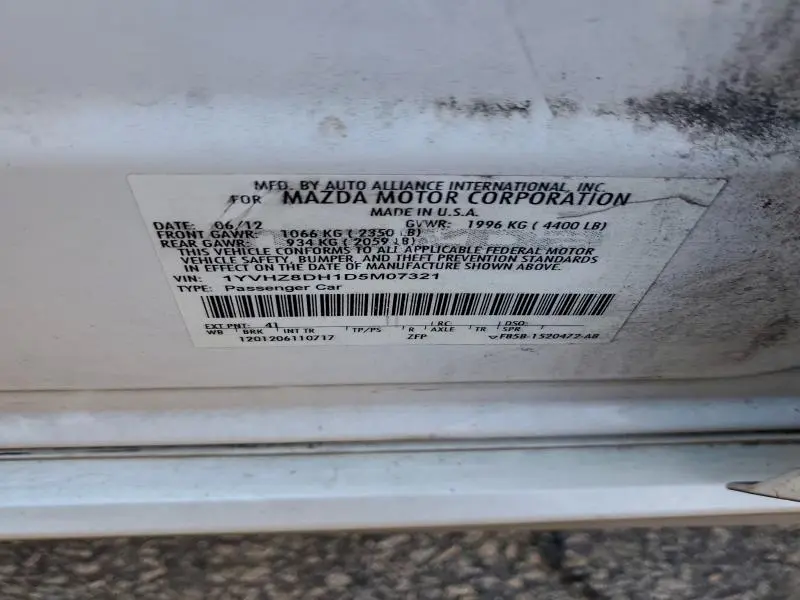 MFD. BY AUTO ALLIANCE INTERNATIONAL, INC.
FOR MAZDA MOTOR CORPORATION
MADE IN U.S.A.
DATE: 06/12 GVWR: 1996 KG ( 4400 LB)
FRONT GAWR: 1066 KG ( 2350 LB)
REAR GAWR: 934 KG ( 2059 LB)
THIS VEHICLE CONFORMS TO ALL APPLICABLE FEDERAL MOTOR
VEHICLE SAFETY, BUMPER, AND THEFT PREVENTION STANDARDS
IN EFFECT ON THE DATE OF MANUFACTURE SHOWN ABOVE.
VIN: 1YVHZ8DH1D5M07321
TYPE: Passenger Car
EXT PNT: 41 RC: DSO:
WB BRK INT TR TP/PS R AXLE TR SPR
1201206110717 ZFP F85B-1520472-AB